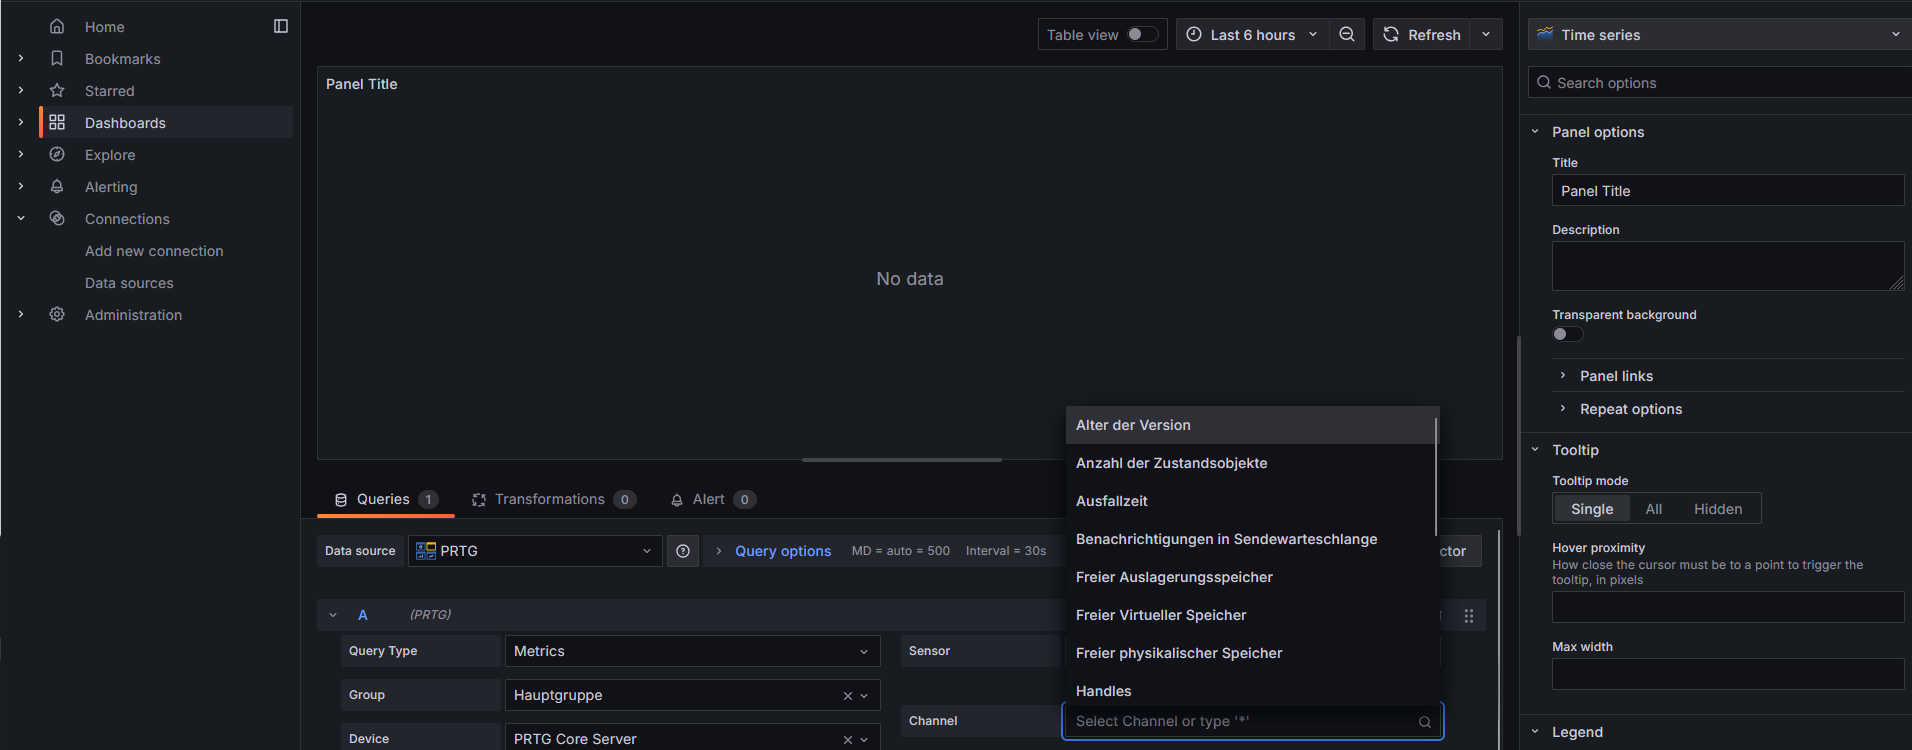 Home
Bookmarks
Starred
Dashboards
Explore
Alerting
Connections
Add new connection
Data sources
Administration
Table view
Last 6 hours
Refresh
Panel Title
No data
Queries 1
Transformations 0
Alert 0
Data source
PRTG
Query options
MD = auto = 500
Interval = 30s
A
(PRTG)
Query Type
Metrics
Group
Hauptgruppe
Device
PRTG Core Server
Sensor
Channel
Alter der Version
Anzahl der Zustandsobjekte
Ausfallzeit
Benachrichtigungen in Sendewarteschlange
Freier Auslagerungsspeicher
Freier Virtueller Speicher
Freier physikalischer Speicher
Handles
Select Channel or type '*'
ctor
Time series
Search options
Panel options
Title
Panel Title
Description
Transparent background
Panel links
Repeat options
Tooltip
Tooltip mode
Single All Hidden
Hover proximity
How close the cursor must be to a point to trigger the
tooltip, in pixels
Max width
Legend